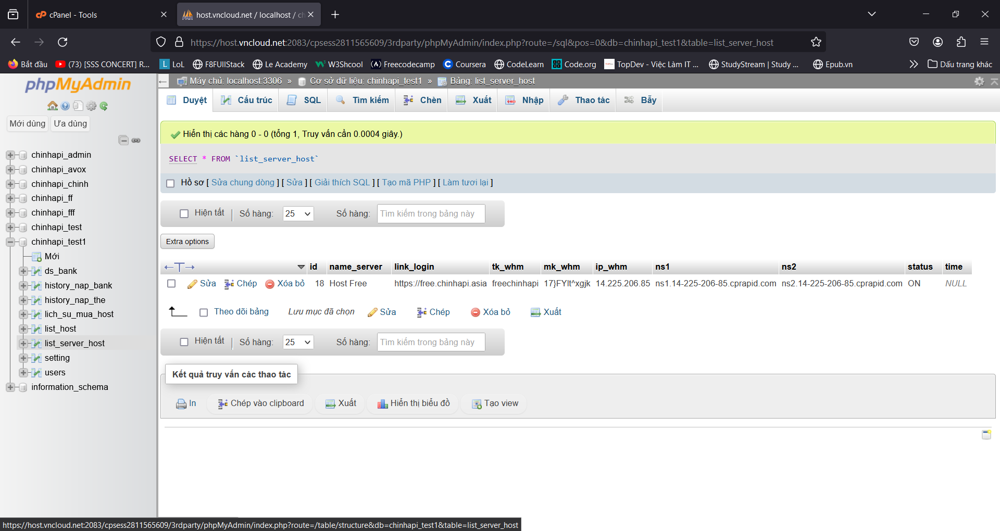 cPanel - Tools
host.vncloud.net / localhost / ch
https://host.vncloud.net:2083/cpsess2811565609/3rdparty/phpMyAdmin/index.php?route=/sql&pos=0&db=chinhapi_test1&table=list_server_host
Bắt đầu
(73) [SSS CONCERT] R...
L LoL
F8FUllStack
Le Academy
W3Shcool
Freecodecamp
Coursera
CodeLearn
Code.org
TopDev - Việc Làm IT ...
StudyStream | Study ...
Epub.vn
Dấu trang khác
phpMyAdmin
Mới dùng Ưa dùng
chinhapi_admin
chinhapi_avox
chinhapi_chinh
chinhapi_ff
chinhapi_fff
chinhapi_test
chinhapi_test1
Mới
ds_bank
history_nap_bank
history_nap_the
lich_su_mua_host
list_host
list_server_host
setting
users
information_schema
Máy chủ: localhost:3306 » Cơ sở dữ liệu: chinhapi_test1 » Bảng: list_server_host
Duyệt Cấu trúc SQL Tìm kiếm Chèn Xuất Nhập Thao tác Bẫy
Hiển thị các hàng 0 - 0 (tổng 1, Truy vấn cần 0.0004 giây.)
SELECT * FROM `list_server_host`
Hồ sơ [ Sửa chung dòng ] [ Sửa ] [ Giải thích SQL ] [ Tạo mã PHP ] [ Làm tươi lại ]
Hiện tất | Số hàng: 25 Số hàng: Tìm kiếm trong bảng này
Extra options
←T→ id name_server link_login tk_whm mk_whm ip_whm ns1 ns2 status time
Sửa Chép Xóa bỏ 18 Host Free https://free.chinhapi.asia freechinhapi 17}FYlt^xgjk 14.225.206.85 ns1.14-225-206-85.cprapid.com ns2.14-225-206-85.cprapid.com ON NULL
Theo dõi bảng Lưu mục đã chọn Sửa Chép Xóa bỏ Xuất
Hiện tất | Số hàng: 25 Số hàng: Tìm kiếm trong bảng này
Kết quả truy vấn các thao tác
In Chép vào clipboard Xuất Hiển thị biểu đồ Tạo view
https://host.vncloud.net:2083/cpsess2811565609/3rdparty/phpMyAdmin/index.php?route=/table/structure&db=chinhapi_test1&table=list_server_host